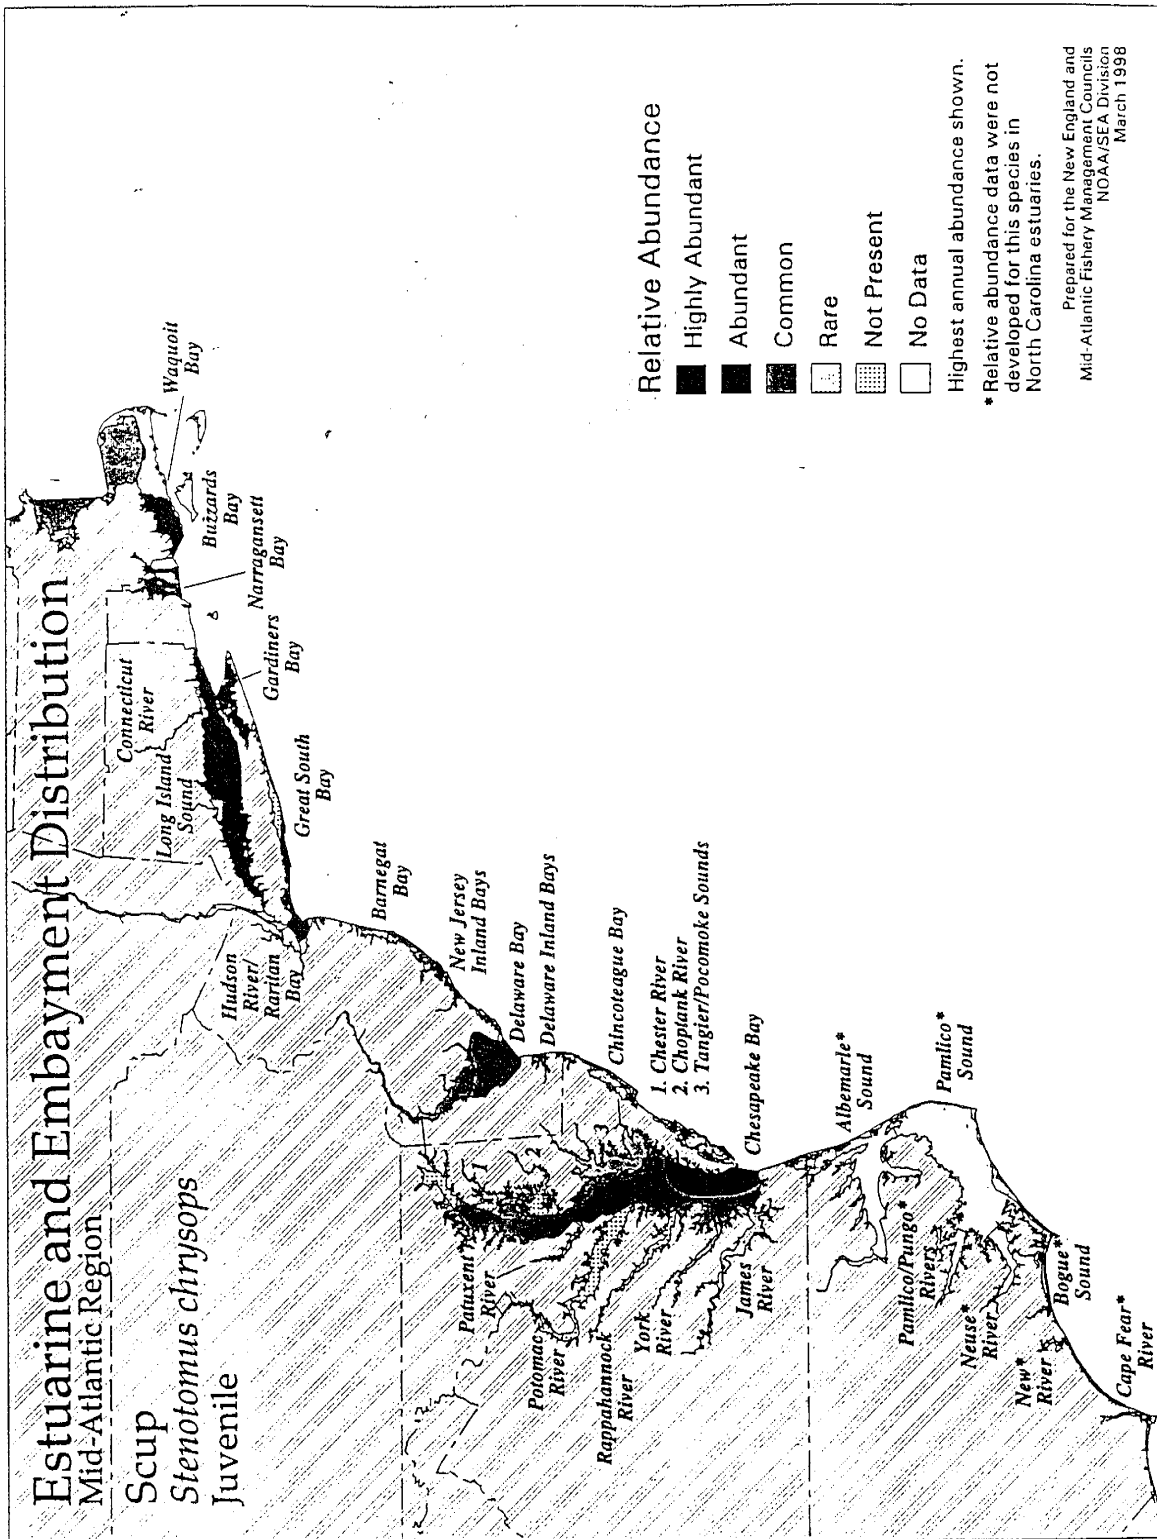 Estuarine and Embayment Distribution
Mid-Atlantic Region
Scup
Stenotomus chrysops
Juvenile
Connecticut
River
Long Island
Sound
Waquoit
Bay
Buzzards
Bay
Narragansett
Bay
Gardiners
Bay
Great South
Bay
Hudson
River/
Raritan
Bay
Barnegat
Bay
New Jersey
Inland Bays
Delaware Bay
Delaware Inland Bays
Chincoteague Bay
1. Chester River
2. Choptank River
3. Tangier/Pocomoke Sounds
Chesapeake Bay
1
2
Patuxent
River
Potomac
River
Rappahannock
River
York
River
James
River
Albemarle*
Sound
Pamlico*
Sound
Pamlico/Pungo*
Rivers
Neuse*
River
New*
River
Bogue*
Sound
Cape Fear*
River
Relative Abundance
Highly Abundant
Abundant
Common
Rare
Not Present
No Data
Highest annual abundance shown.
* Relative abundance data were not
developed for this species in
North Carolina estuaries.
Prepared for the New England and
Mid-Atlantic Fishery Management Councils
NOAA/SEA Division
March 1998